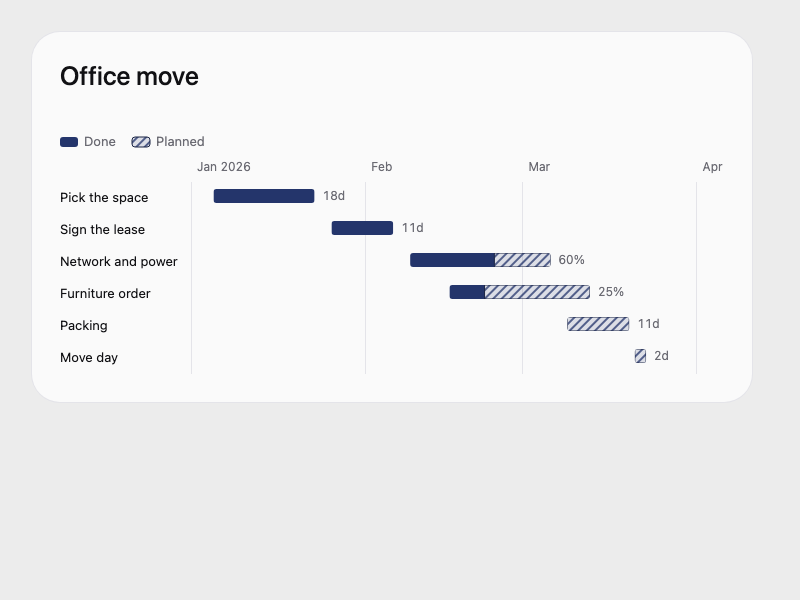 Office move
Done Planned
Jan 2026 Feb Mar Apr
Pick the space 18d
Sign the lease 11d
Network and power 60%
Furniture order 25%
Packing 11d
Move day 2d